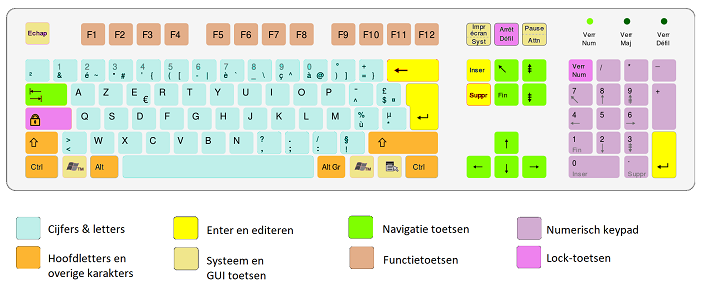 Echap F1 F2 F3 F4 F5 F6 F7 F8 F9 F10 F11 F12 Impr écran Syst Arrêt Défil Pause Attn Verr Num Verr Maj Verr Défil
² & 1 é 2 ~ " 3 # ' 4 { ( 5 [ - 6 | è 7 ` _ 8 \ ç 9 ^ à 0 @ ° ) ] + = } ← Inser ↖ ⇞ Verr Num / * –
A Z E € R T Y U I O P ¨ ^ £ $ ¤ Suppr Fin ⇟ 7 8 ↑ 9 +
Q S D F G H J K L M % ù µ * 4 ← 5 6 →
⇧ > < W X C V B N ? , . ; / : § ! ⇧ ↑ 1 Fin 2 ↓ 3
Ctrl TM Alt Alt Gr TM Ctrl ← ↓ → 0 Inser . Suppr
Cijfers & letters
Enter en editeren
Navigatie toetsen
Numerisch keypad
Hoofdletters en
overige karakters
Systeem en
GUI toetsen
Functietoetsen
Lock-toetsen